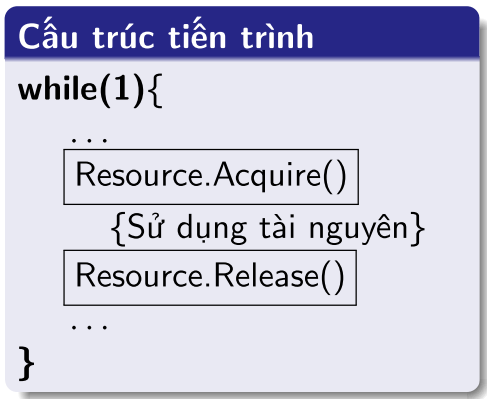 Cấu trúc tiến trình
while(1){
...
Resource.Acquire()
{Sử dụng tài nguyên}
Resource.Release()
...
}